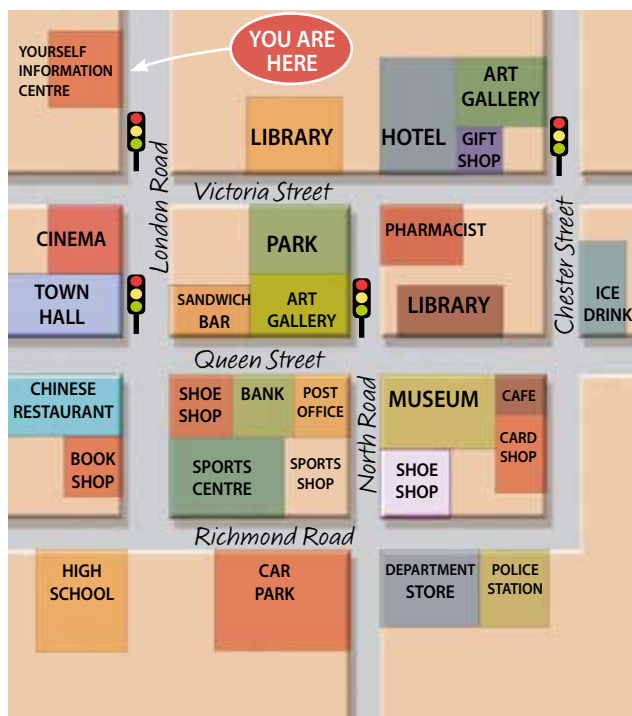 YOURSELF
INFORMATION
CENTRE
YOU ARE
HERE
LIBRARY
HOTEL
ART
GALLERY
GIFT
SHOP
London Road
Victoria Street
Chester Street
CINEMA
TOWN
HALL
PARK
SANDWICH
BAR
ART
GALLERY
PHARMACIST
LIBRARY
ICE
DRINK
Queen Street
CHINESE
RESTAURANT
BOOK
SHOP
SHOE
SHOP
BANK
POST
OFFICE
SPORTS
CENTRE
SPORTS
SHOP
North Road
MUSEUM
CAFE
CARD
SHOP
SHOE
SHOP
Richmond Road
HIGH
SCHOOL
CAR
PARK
DEPARTMENT
STORE
POLICE
STATION